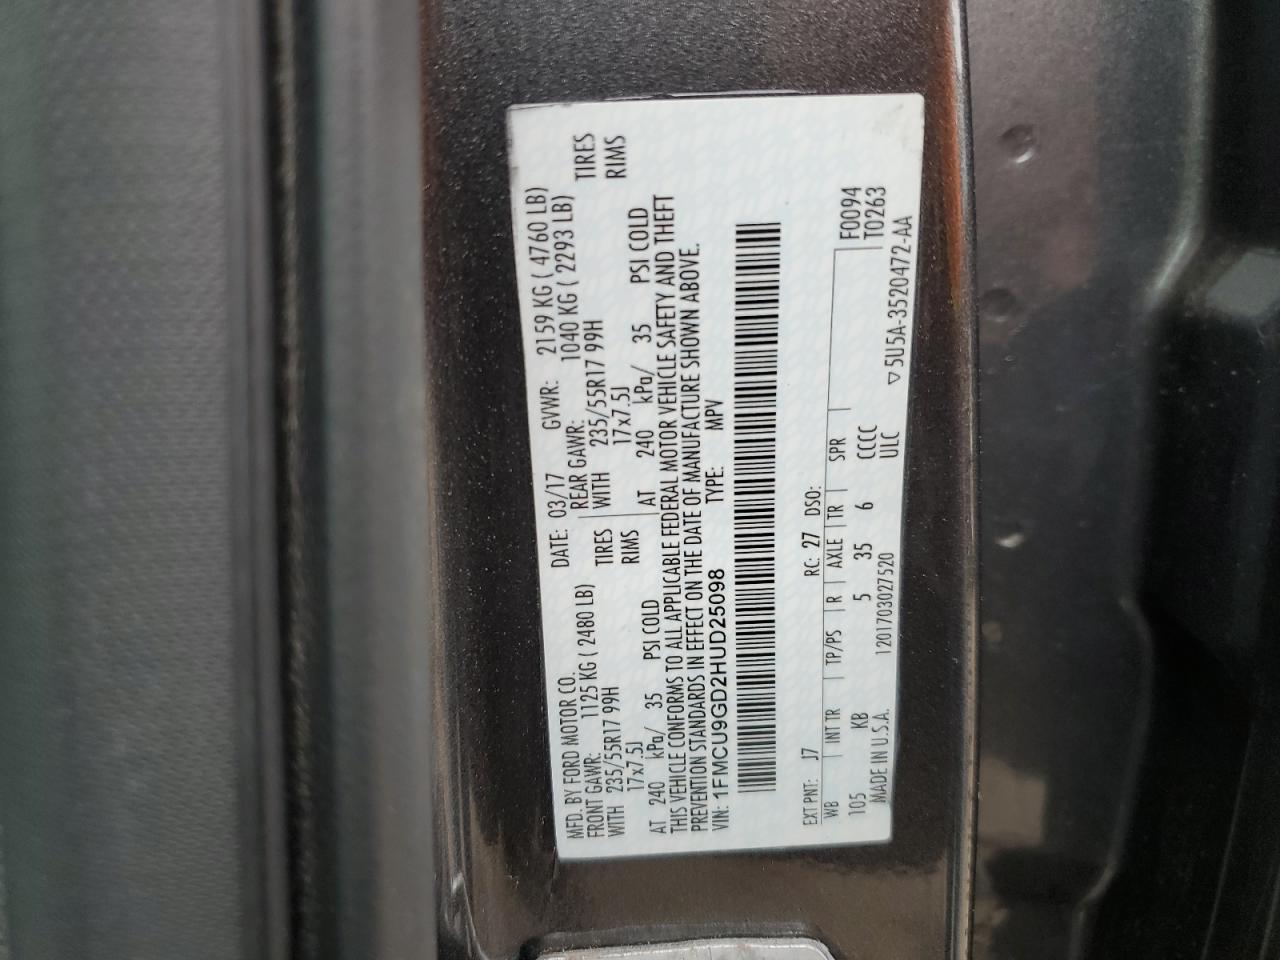 MFD. BY FORD MOTOR CO.
DATE: 03/17 GVWR: 2159 KG ( 4760 LB)
FRONT GAWR: 1125 KG ( 2480 LB) REAR GAWR: 1040 KG ( 2293 LB)
WITH 235/55R17 99H TIRES WITH 235/55R17 99H TIRES
17x7.5J RIMS 17x7.5J RIMS
AT 240 kPa/ 35 PSI COLD AT 240 kPa/ 35 PSI COLD
THIS VEHICLE CONFORMS TO ALL APPLICABLE FEDERAL MOTOR VEHICLE SAFETY AND THEFT
PREVENTION STANDARDS IN EFFECT ON THE DATE OF MANUFACTURE SHOWN ABOVE.
VIN: 1FMCU9GD2HUD25098 TYPE: MPV
EXT PNT: J7 RC: 27 DSO: F0094
WB INT TR TP/PS R AXLE TR SPR T0263
105 KB 5 35 6 CCCC
MADE IN U.S.A. 1201703027520 ULC ▽5U5A-3520472-AA